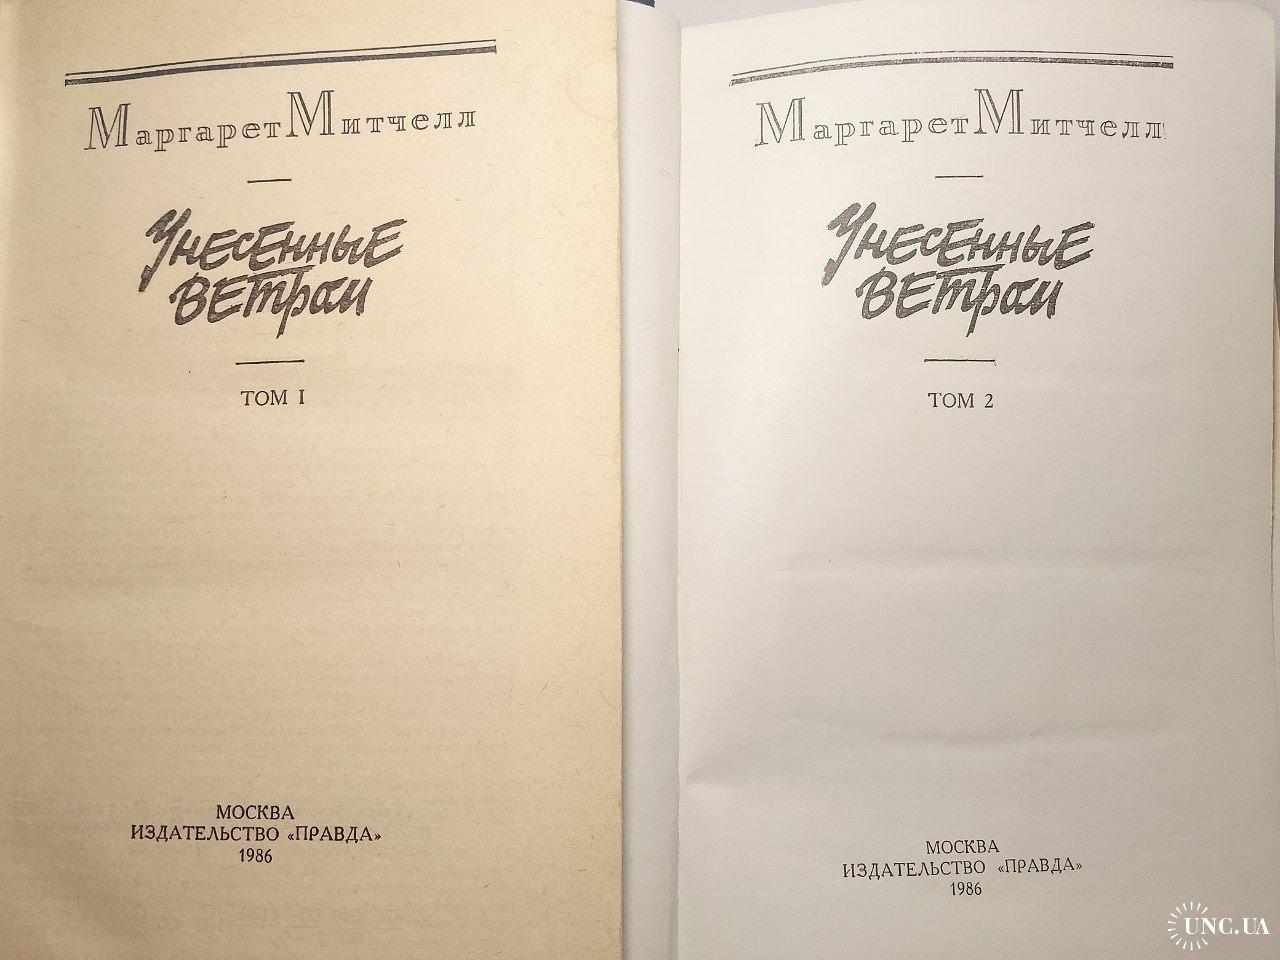 Маргарет Митчелл
Унесенные
ветром
ТОМ I
МОСКВА
ИЗДАТЕЛЬСТВО «ПРАВДА»
1986
Маргарет Митчелл
Унесенные
ветром
ТОМ 2
МОСКВА
ИЗДАТЕЛЬСТВО «ПРАВДА»
1986
UNC.UA